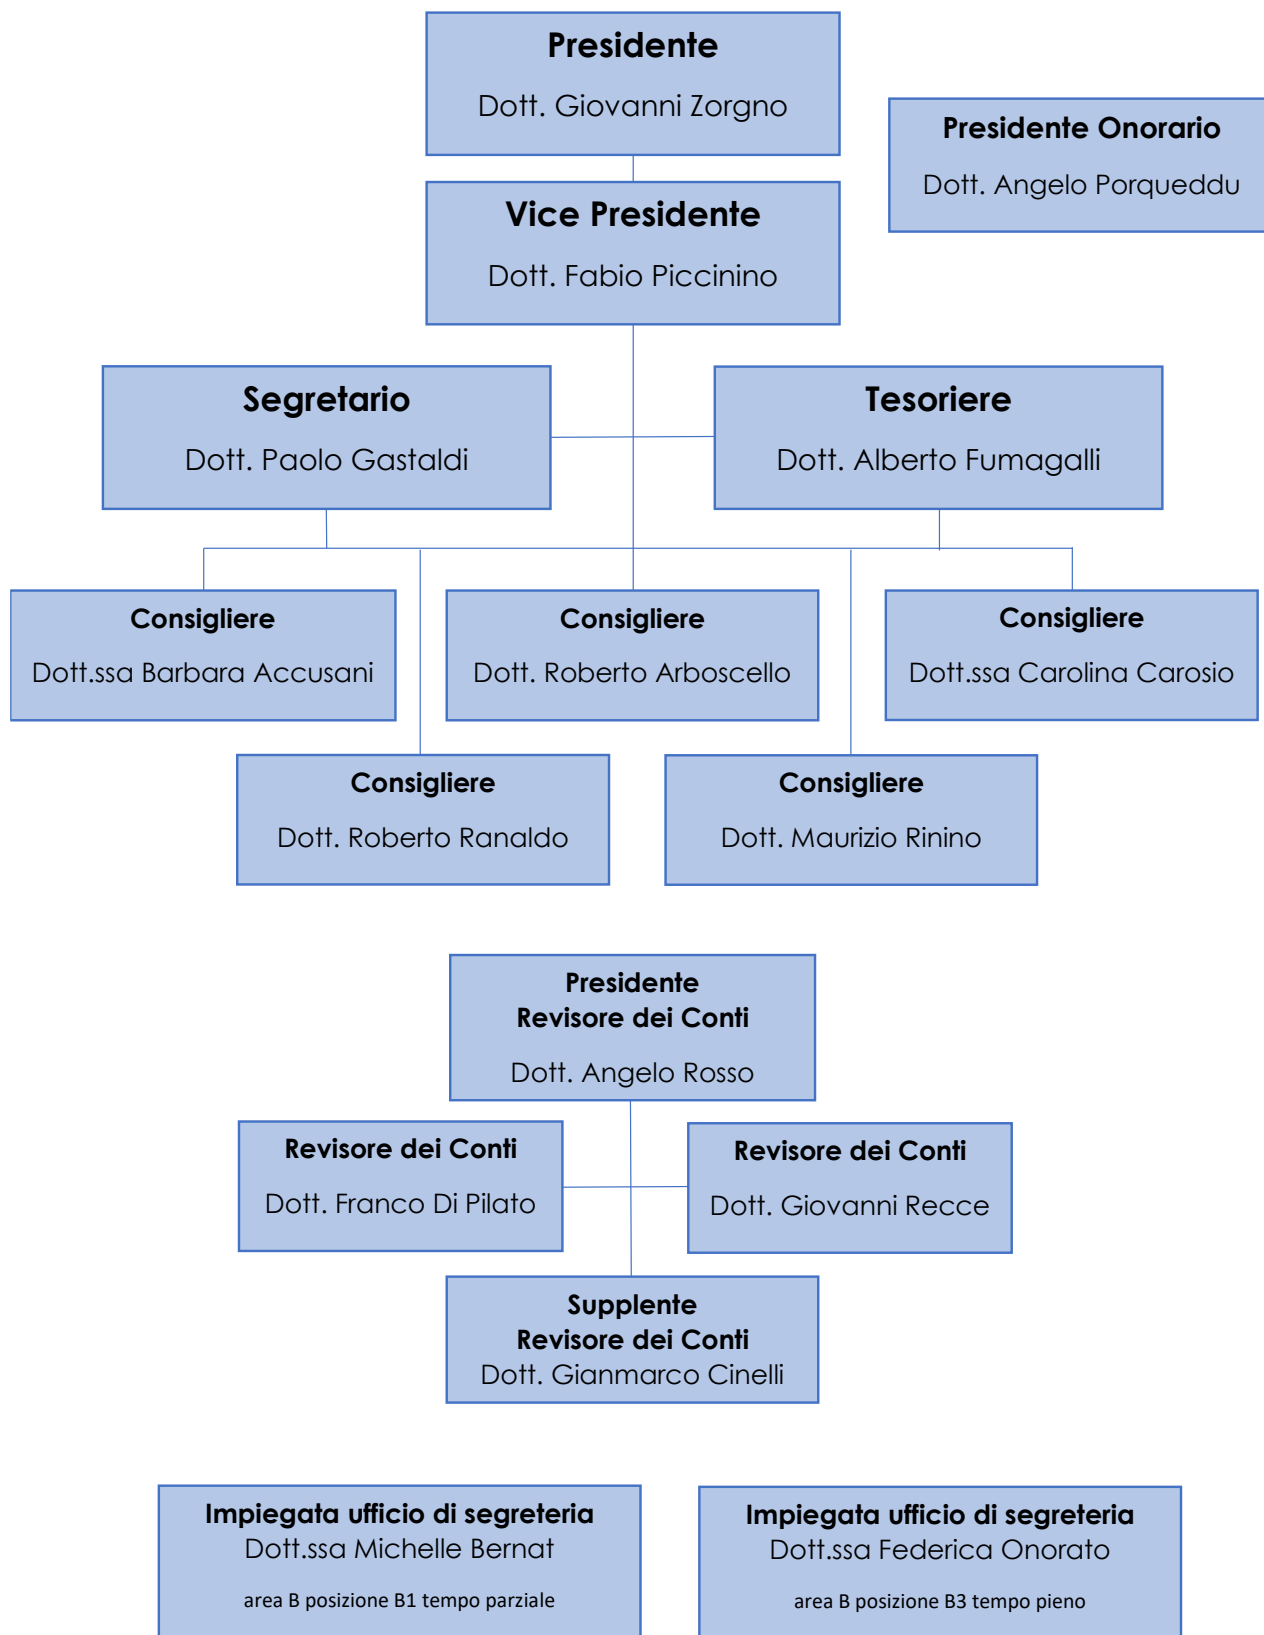 Presidente
Dott. Giovanni Zorgno
Presidente Onorario
Dott. Angelo Porqueddu
Vice Presidente
Dott. Fabio Piccinino
Segretario
Dott. Paolo Gastaldi
Tesoriere
Dott. Alberto Fumagalli
Consigliere
Dott.ssa Barbara Accusani
Consigliere
Dott. Roberto Arboscello
Consigliere
Dott.ssa Carolina Carosio
Consigliere
Dott. Roberto Ranaldo
Consigliere
Dott. Maurizio Rinino
Presidente
Revisore dei Conti
Dott. Angelo Rosso
Revisore dei Conti
Dott. Franco Di Pilato
Revisore dei Conti
Dott. Giovanni Recce
Supplente
Revisore dei Conti
Dott. Gianmarco Cinelli
Impiegata ufficio di segreteria
Dott.ssa Michelle Bernat
area B posizione B1 tempo parziale
Impiegata ufficio di segreteria
Dott.ssa Federica Onorato
area B posizione B3 tempo pieno